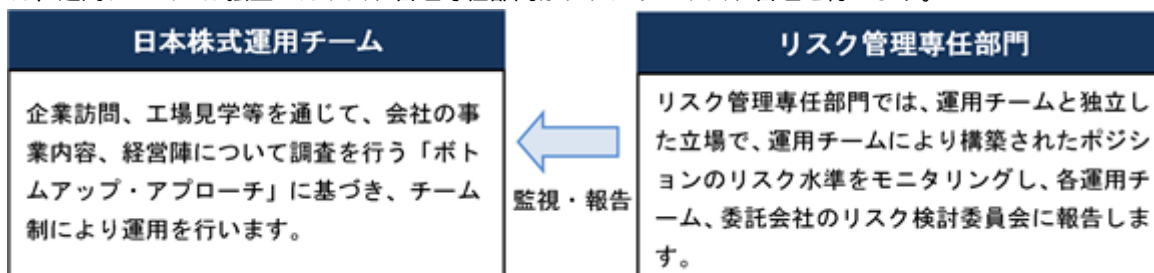 日本株式運用チーム
企業訪問、工場見学等を通じて、会社の事
業内容、経営陣について調査を行う「ボト
ムアップ・アプローチ」に基づき、チーム
制により運用を行います。
監視・報告
リスク管理専任部門
リスク管理専任部門では、運用チームと独立し
た立場で、運用チームにより構築されたポジシ
ョンのリスク水準をモニタリングし、各運用チ
ーム、委託会社のリスク検討委員会に報告しま
す。